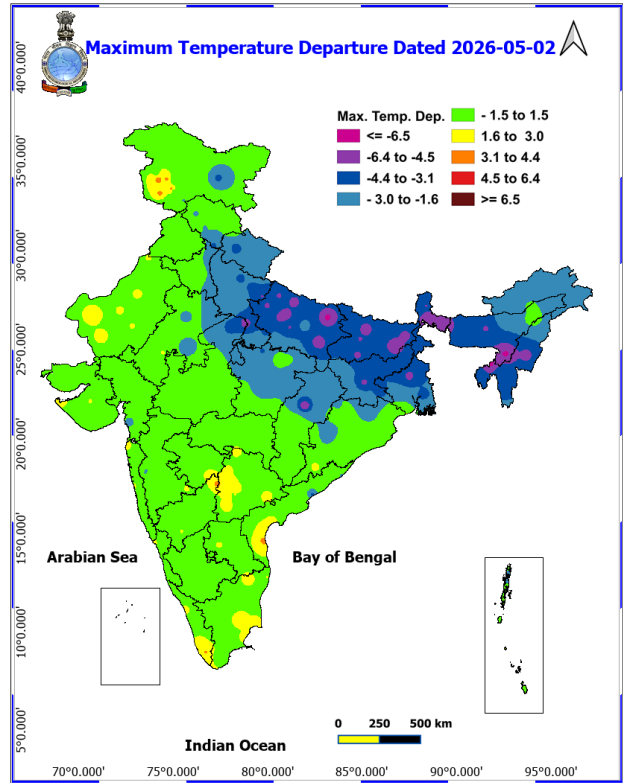 Maximum Temperature Departure Dated 2026-05-02
Max. Temp. Dep.
<= -6.5
-6.4 to -4.5
-4.4 to -3.1
- 3.0 to -1.6
- 1.5 to 1.5
1.6 to 3.0
3.1 to 4.4
4.5 to 6.4
>= 6.5
40°0.000'
35°0.000'
30°0.000'
25°0.000'
20°0.000'
15°0.000'
10°0.000'
5°0.000'
Arabian Sea
Bay of Bengal
Indian Ocean
0 250 500 km
70°0.000' 75°0.000' 80°0.000' 85°0.000' 90°0.000' 95°0.000'